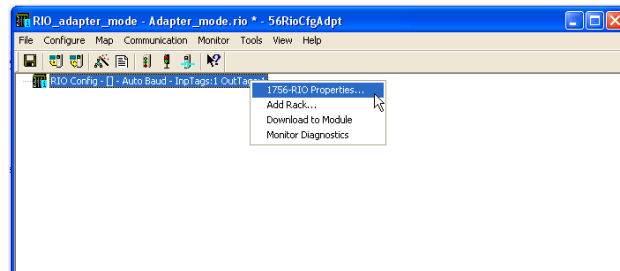 RIO_adapter_mode - Adapter_mode.rio * - 56RioCfgAdpt
File Configure Map Communication Monitor Tools View Help
RIO Config - [] - Auto Baud - InpTags:1 OutTags:1
1756-RIO Properties...
Add Rack...
Download to Module
Monitor Diagnostics